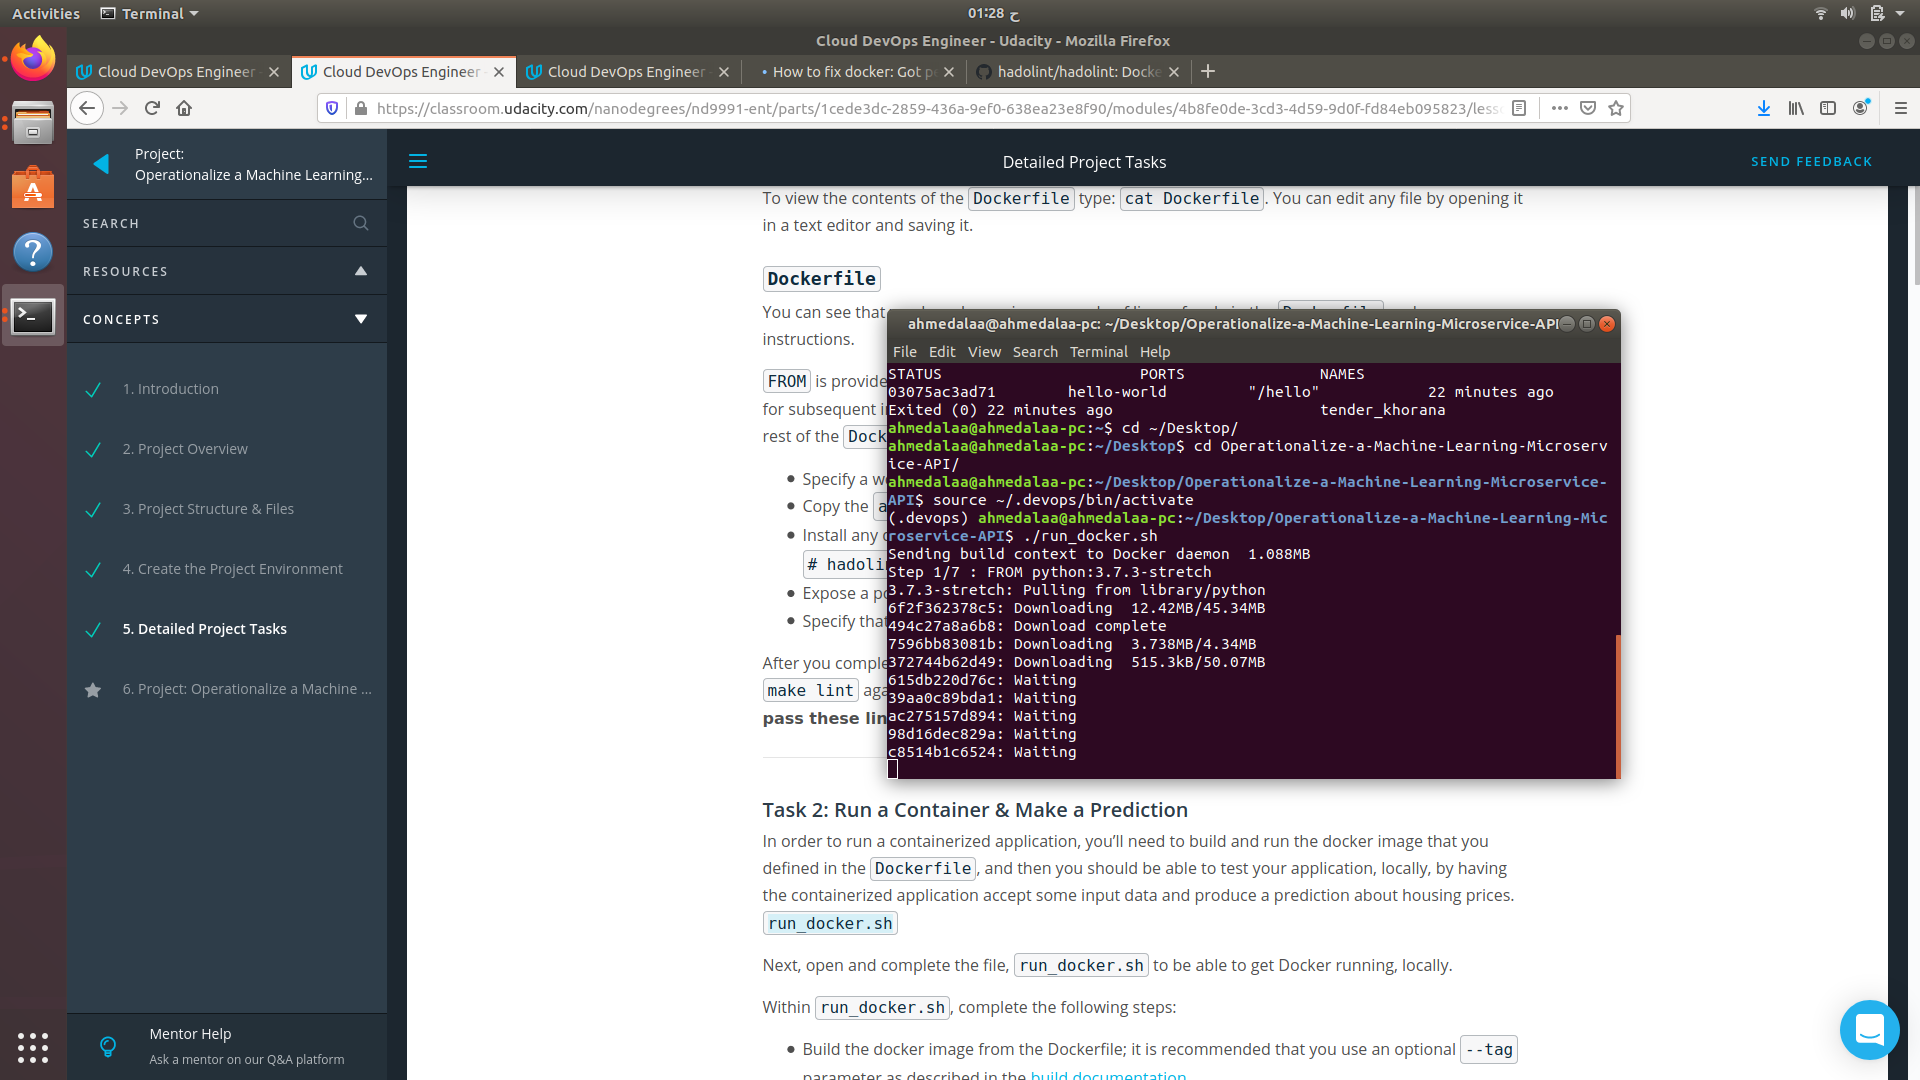 Activities
Terminal
01:28 ح
Cloud DevOps Engineer - Udacity - Mozilla Firefox
Cloud DevOps Engineer
Cloud DevOps Engineer
Cloud DevOps Engineer
How to fix docker: Got pe
hadolint/hadolint: Docke
https://classroom.udacity.com/nanodegrees/nd9991-ent/parts/1cede3dc-2859-436a-9ef0-638ea23e8f90/modules/4b8fe0de-3cd3-4d59-9d0f-fd84eb095823/less
Project:
Operationalize a Machine Learning...
SEARCH
RESOURCES
CONCEPTS
1. Introduction
2. Project Overview
3. Project Structure & Files
4. Create the Project Environment
5. Detailed Project Tasks
6. Project: Operationalize a Machine ...
Mentor Help
Ask a mentor on our Q&A platform
Detailed Project Tasks
SEND FEEDBACK
To view the contents of the Dockerfile type: cat Dockerfile. You can edit any file by opening it
in a text editor and saving it.
Dockerfile
You can see that
instructions.
FROM is provide
for subsequent i
rest of the Dock
Specify a wo
Copy the a
Install any
# hadolin
Expose a po
Specify that
After you comple
make lint aga
pass these lin
ahmedalaa@ahmedalaa-pc: ~/Desktop/Operationalize-a-Machine-Learning-Microservice-API
File Edit View Search Terminal Help
STATUS PORTS NAMES
03075ac3ad71 hello-world "/hello" 22 minutes ago
Exited (0) 22 minutes ago tender_khorana
ahmedalaa@ahmedalaa-pc:~$ cd ~/Desktop/
ahmedalaa@ahmedalaa-pc:~/Desktop$ cd Operationalize-a-Machine-Learning-Microserv
ice-API/
ahmedalaa@ahmedalaa-pc:~/Desktop/Operationalize-a-Machine-Learning-Microservice-
API$ source ~/.devops/bin/activate
(.devops) ahmedalaa@ahmedalaa-pc:~/Desktop/Operationalize-a-Machine-Learning-Mic
roservice-API$ ./run_docker.sh
Sending build context to Docker daemon 1.088MB
Step 1/7 : FROM python:3.7.3-stretch
3.7.3-stretch: Pulling from library/python
6f2f362378c5: Downloading 12.42MB/45.34MB
494c27a8a6b8: Download complete
7596bb83081b: Downloading 3.738MB/4.34MB
372744b62d49: Downloading 515.3kB/50.07MB
615db220d76c: Waiting
39aa0c89bda1: Waiting
ac275157d894: Waiting
98d16dec829a: Waiting
c8514b1c6524: Waiting
Task 2: Run a Container & Make a Prediction
In order to run a containerized application, you’ll need to build and run the docker image that you
defined in the Dockerfile, and then you should be able to test your application, locally, by having
the containerized application accept some input data and produce a prediction about housing prices.
run_docker.sh
Next, open and complete the file, run_docker.sh to be able to get Docker running, locally.
Within run_docker.sh, complete the following steps:
Build the docker image from the Dockerfile; it is recommended that you use an optional --tag
parameter as described in the build documentation